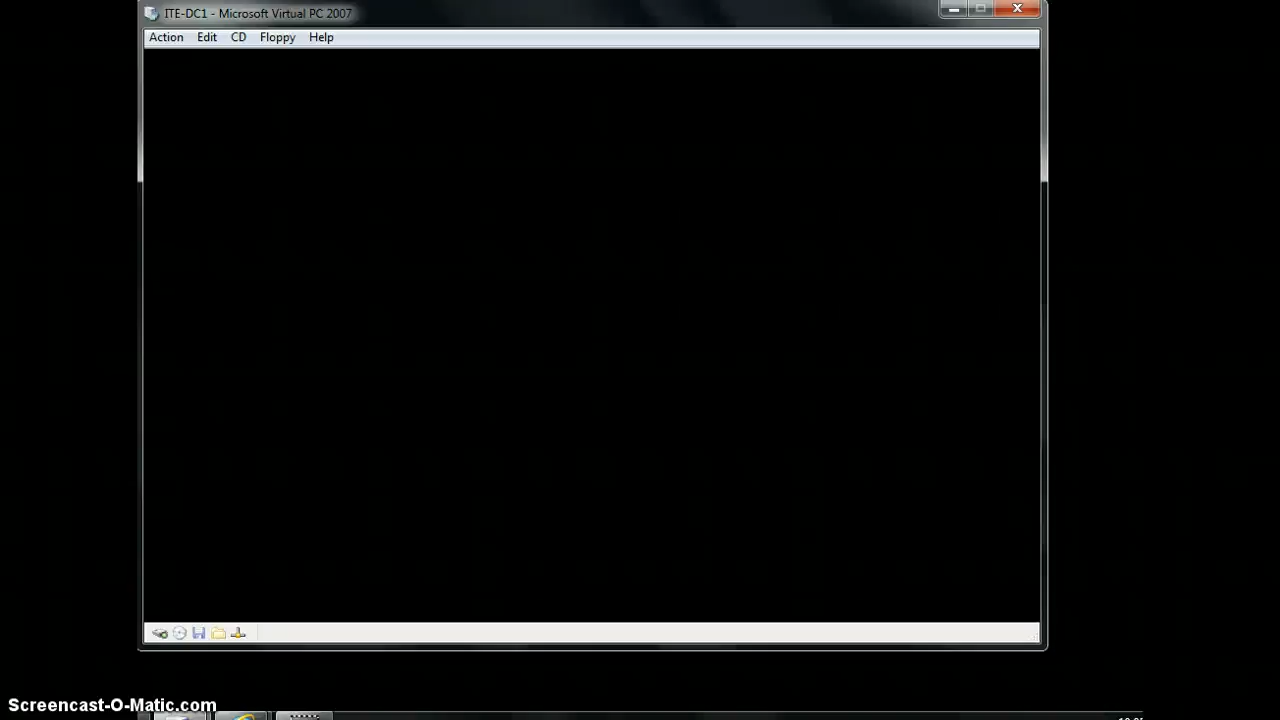 ITE-DC1 - Microsoft Virtual PC 2007
Action Edit CD Floppy Help
Screencast-O-Matic.com